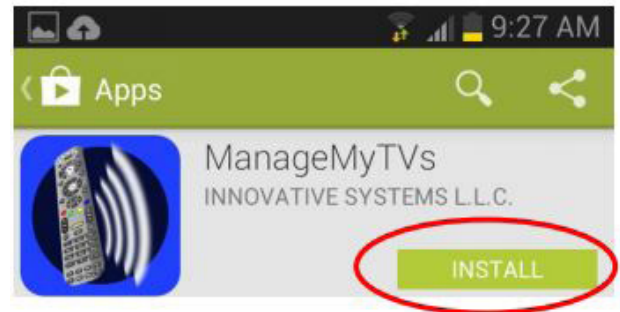 9:27 AM
Apps
ManageMyTVs
INNOVATIVE SYSTEMS L.L.C.
INSTALL